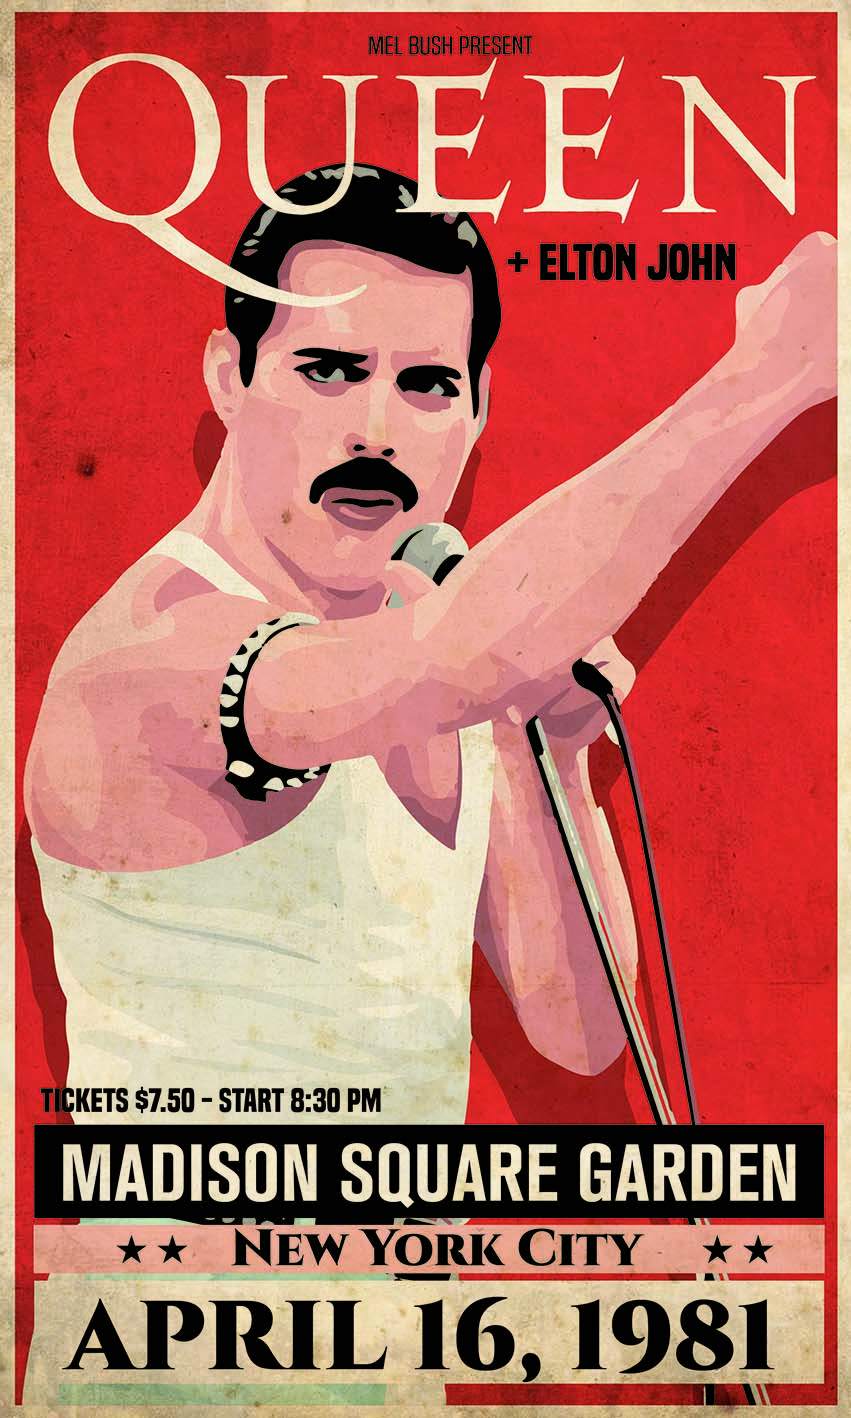 MEL BUSH PRESENT
QUEEN
+ ELTON JOHN
TICKETS $7.50 – START 8:30 PM
MADISON SQUARE GARDEN
★★ NEW YORK CITY ★★
APRIL 16, 1981